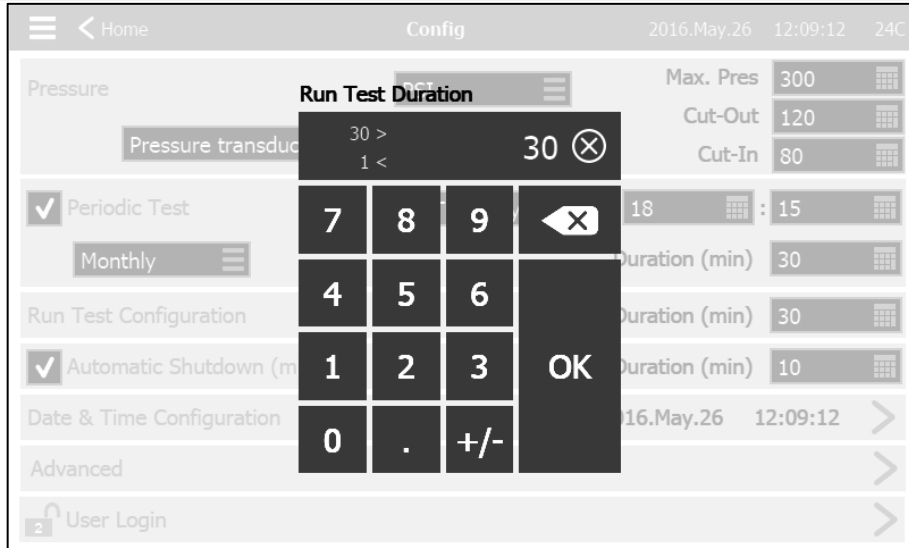 Home Config 2016.May.26 12:09:12 24C
Pressure Max. Pres 300
Run Test Duration
Cut-Out 120
Pressure transduc 30 > 30 Cut-In 80
1 <
Periodic Test 18 : 15
7 8 9
Monthly Duration (min) 30
4 5 6
Run Test Configuration Duration (min) 30
Automatic Shutdown (m 1 2 3 OK Duration (min) 10
Date & Time Configuration 16.May.26 12:09:12
0 . +/-
Advanced
2 User Login